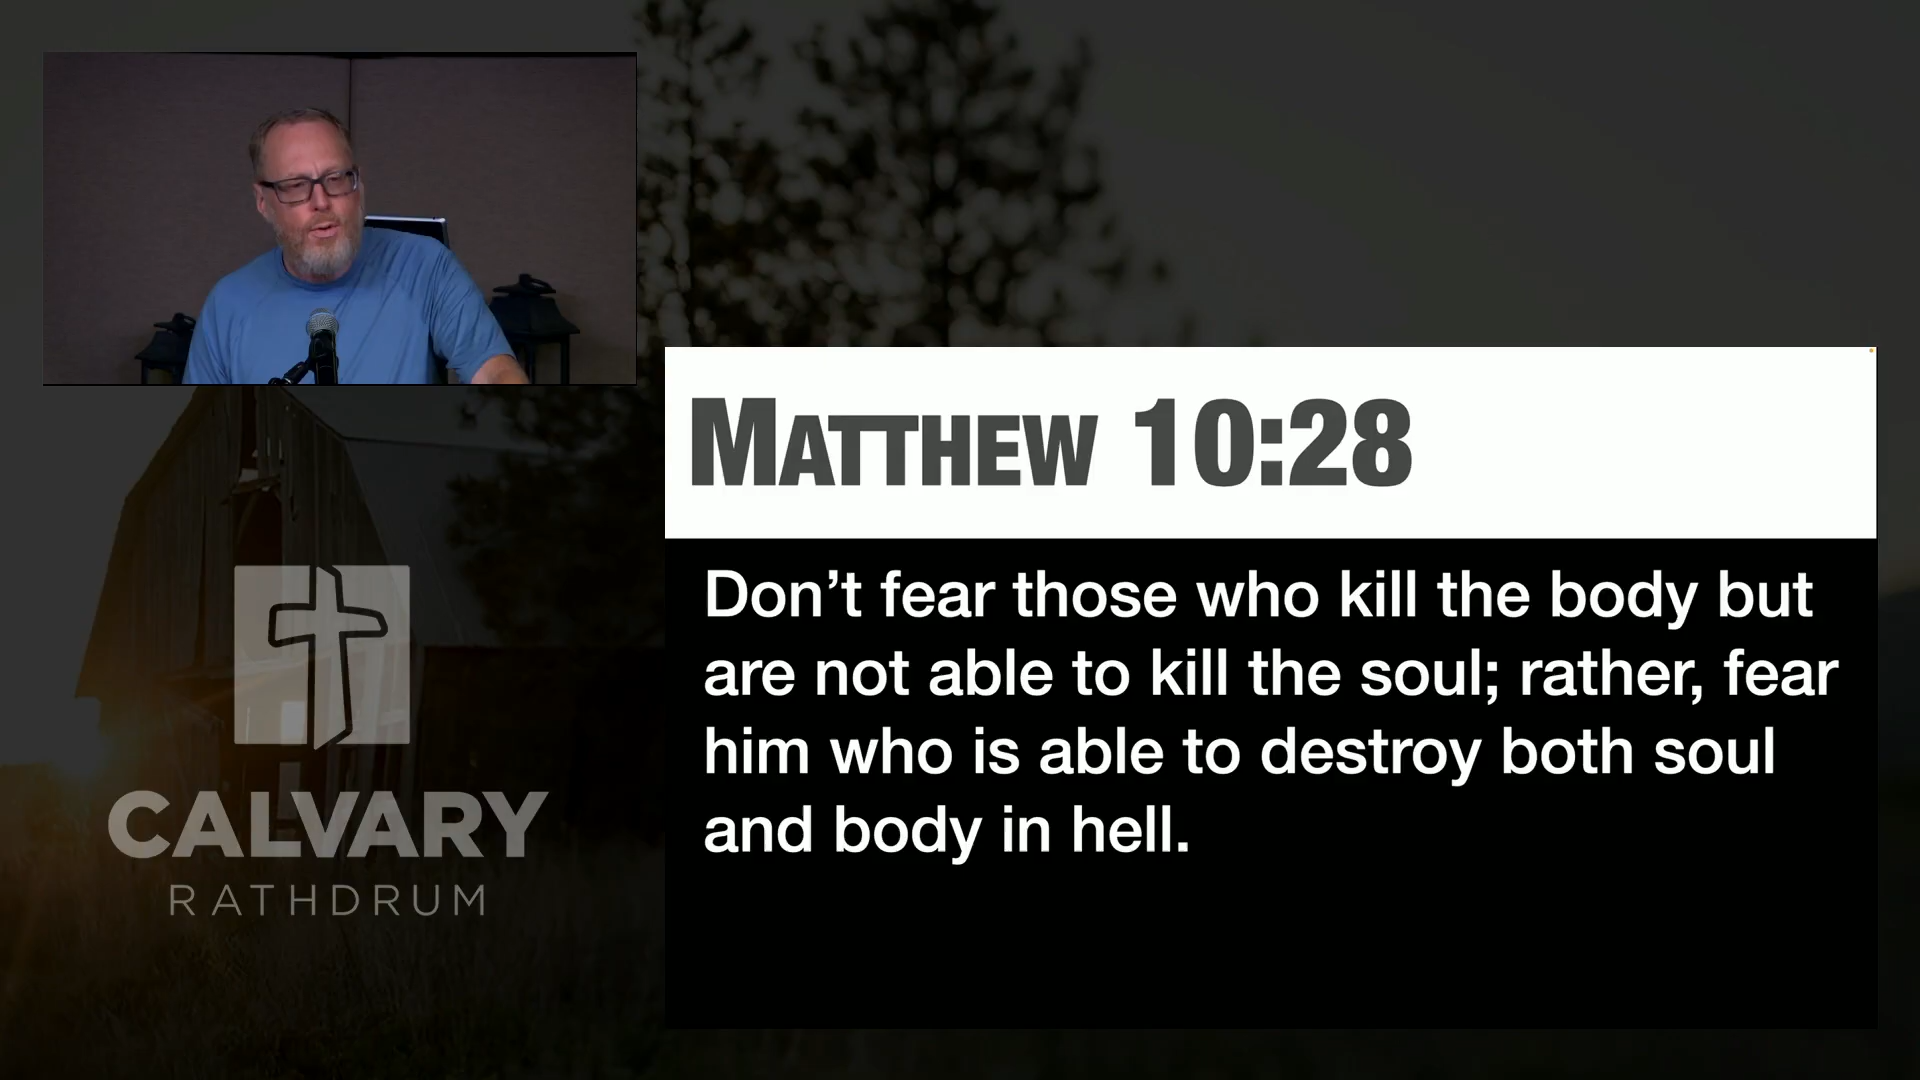 MATTHEW 10:28
Don’t fear those who kill the body but
are not able to kill the soul; rather, fear
him who is able to destroy both soul
and body in hell.
CALVARY
RATHDRUM